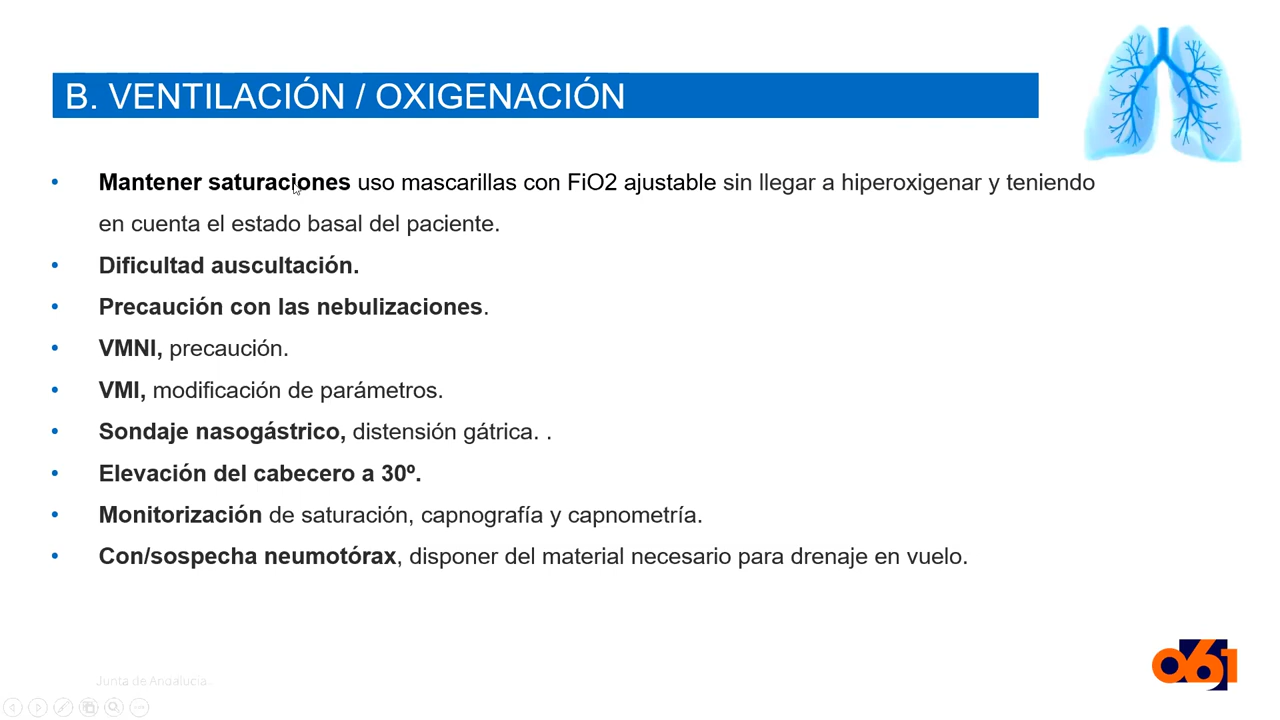 B. VENTILACIÓN / OXIGENACIÓN
• Mantener saturaciones uso mascarillas con FiO2 ajustable sin llegar a hiperoxigenar y teniendo
en cuenta el estado basal del paciente.
• Dificultad auscultación.
• Precaución con las nebulizaciones.
• VMNI, precaución.
• VMI, modificación de parámetros.
• Sondaje nasogástrico, distensión gátrica. .
• Elevación del cabecero a 30º.
• Monitorización de saturación, capnografía y capnometría.
• Con/sospecha neumotórax, disponer del material necesario para drenaje en vuelo.
061
Junta de Andalucía.